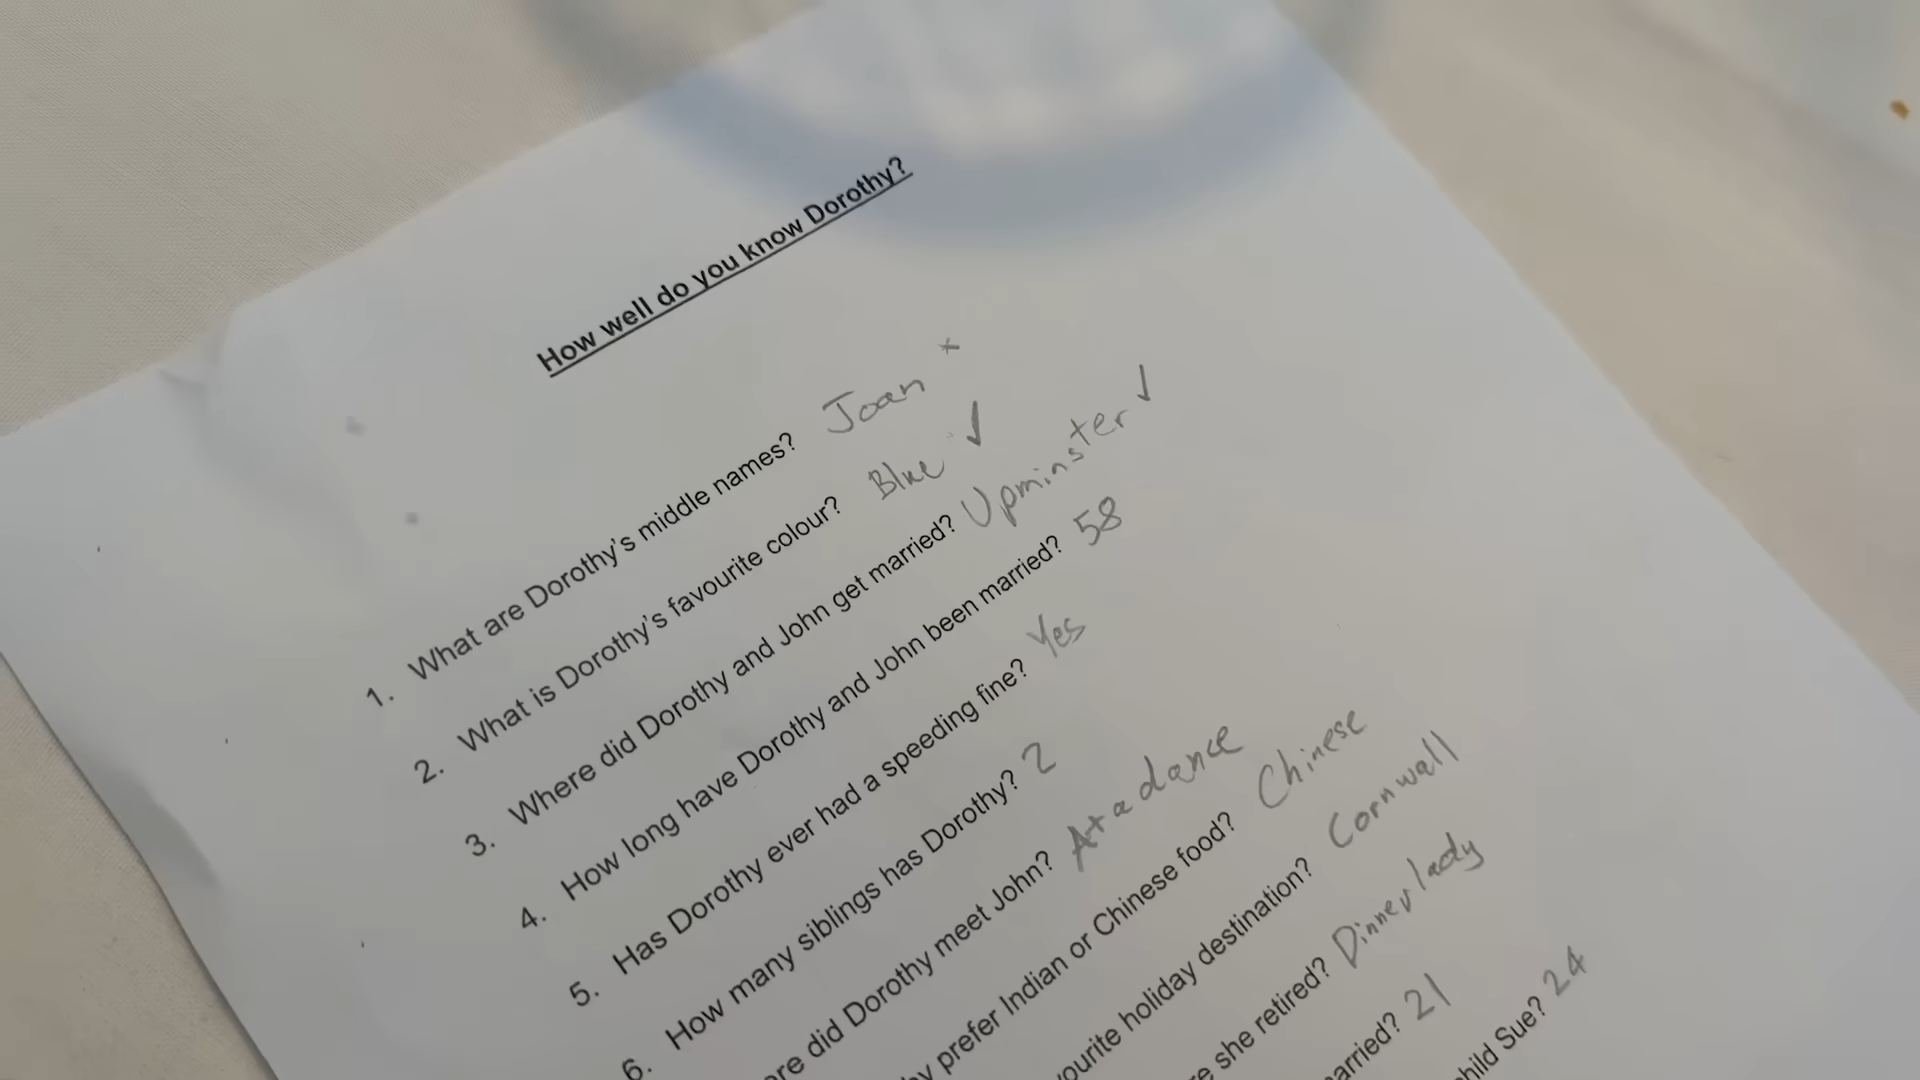 How well do you know Dorothy?
1. What are Dorothy's middle names? Joan ×
2. What is Dorothy's favourite colour? Blue ✓
3. Where did Dorothy and John get married? Upminster ✓
4. How long have Dorothy and John been married? 58
5. Has Dorothy ever had a speeding fine? Yes
6. How many siblings has Dorothy? 2
did Dorothy meet John? At a dance
prefer Indian or Chinese food? Chinese
holiday destination? Cornwall
she retired? Dinner lady
21
Sue? 24